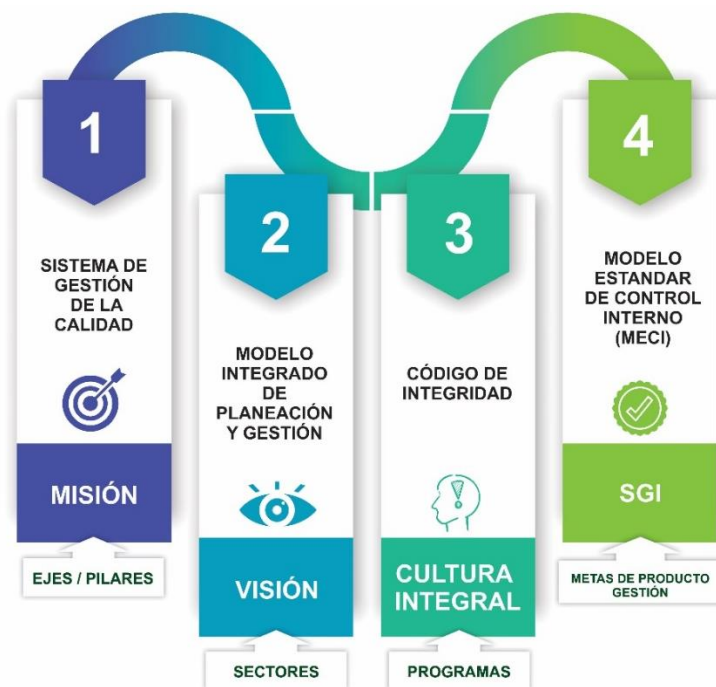 1
SISTEMA DE
GESTIÓN
DE LA
CALIDAD
MISIÓN
EJES / PILARES
2
MODELO
INTEGRADO
DE
PLANEACIÓN
Y GESTIÓN
VISIÓN
SECTORES
3
CÓDIGO DE
INTEGRIDAD
CULTURA
INTEGRAL
PROGRAMAS
4
MODELO
ESTANDAR
DE CONTROL
INTERNO
(MECI)
SGI
METAS DE PRODUCTO
GESTIÓN